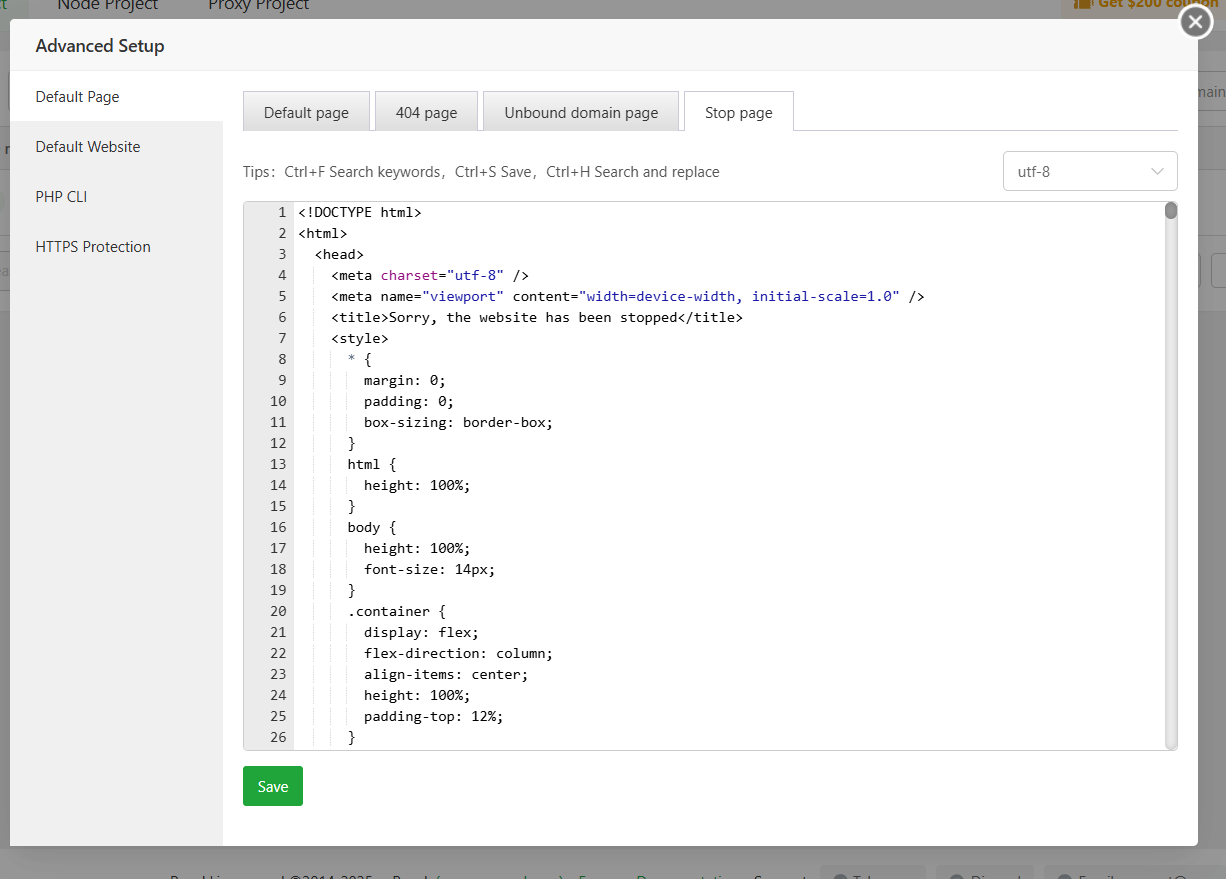 Node Project
Proxy Project
Get $200 coupon
Advanced Setup
Default Page
Default Website
PHP CLI
HTTPS Protection
Default page
404 page
Unbound domain page
Stop page
Tips：Ctrl+F Search keywords，Ctrl+S Save，Ctrl+H Search and replace
utf-8
1 <!DOCTYPE html>
2 <html>
3 <head>
4 <meta charset="utf-8" />
5 <meta name="viewport" content="width=device-width, initial-scale=1.0" />
6 <title>Sorry, the website has been stopped</title>
7 <style>
8 * {
9 margin: 0;
10 padding: 0;
11 box-sizing: border-box;
12 }
13 html {
14 height: 100%;
15 }
16 body {
17 height: 100%;
18 font-size: 14px;
19 }
20 .container {
21 display: flex;
22 flex-direction: column;
23 align-items: center;
24 height: 100%;
25 padding-top: 12%;
26 }
Save